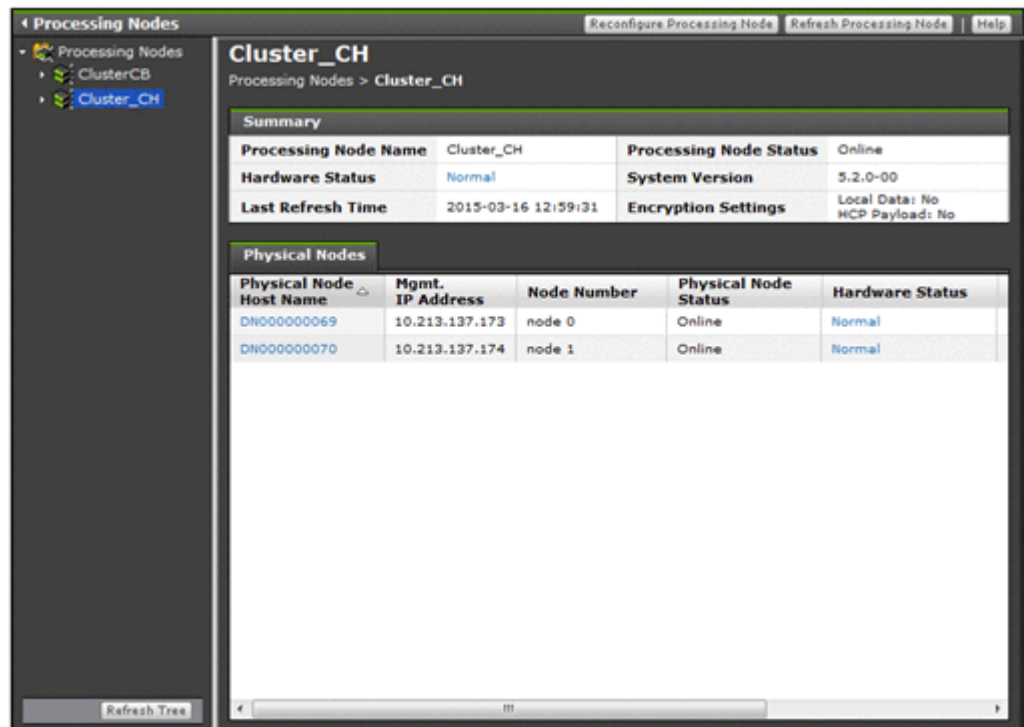 Processing Nodes
Reconfigure Processing Node Refresh Processing Node | Help
Processing Nodes
ClusterCB
Cluster_CH
Cluster_CH
Processing Nodes > Cluster_CH
Summary
Processing Node Name Cluster_CH Processing Node Status Online
Hardware Status Normal System Version 5.2.0-00
Last Refresh Time 2015-03-16 12:59:31 Encryption Settings Local Data: No
HCP Payload: No
Physical Nodes
Physical Node Host Name Mgmt. IP Address Node Number Physical Node Status Hardware Status
DN000000069 10.213.137.173 node 0 Online Normal
DN000000070 10.213.137.174 node 1 Online Normal
Refresh Tree